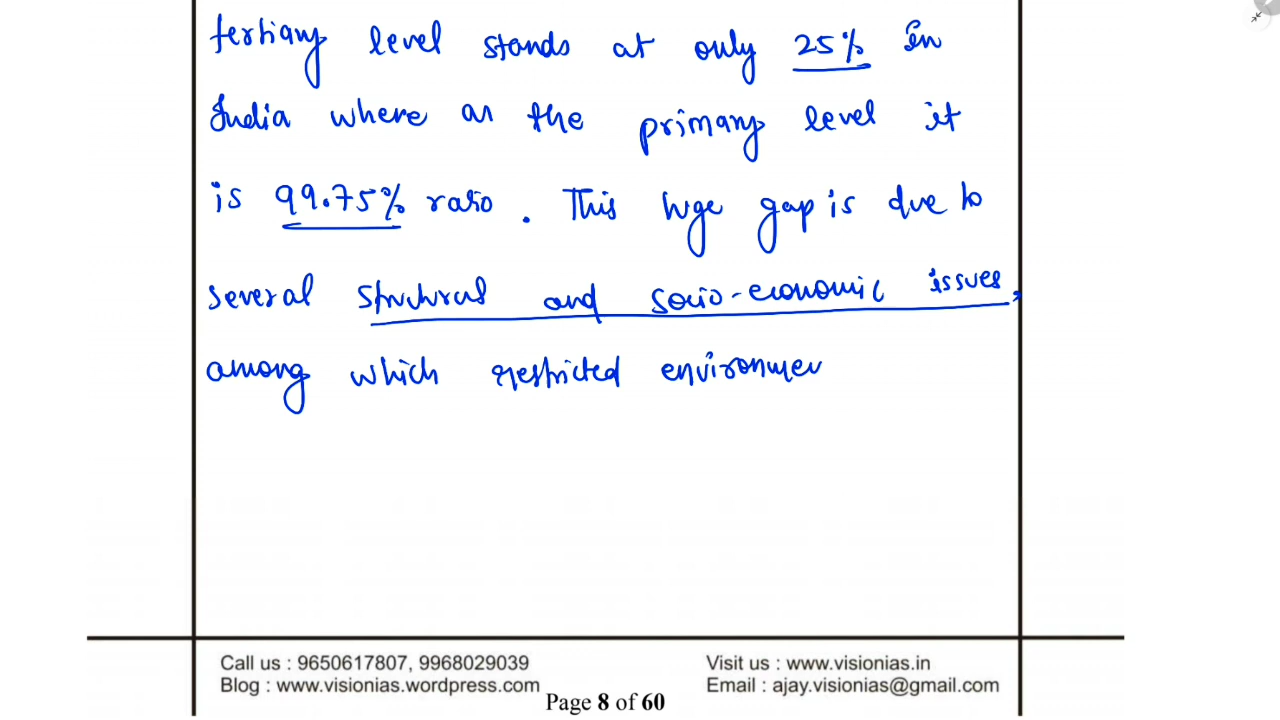 tertiary level stands at only 25% in
India where as the primary level it
is 99.75% ratio. This huge gap is due to
several structural and socio-economic issues,
among which restricted environmen
Call us : 9650617807, 9968029039
Visit us : www.visionias.in
Blog : www.visionias.wordpress.com
Email : ajay.visionias@gmail.com
Page 8 of 60